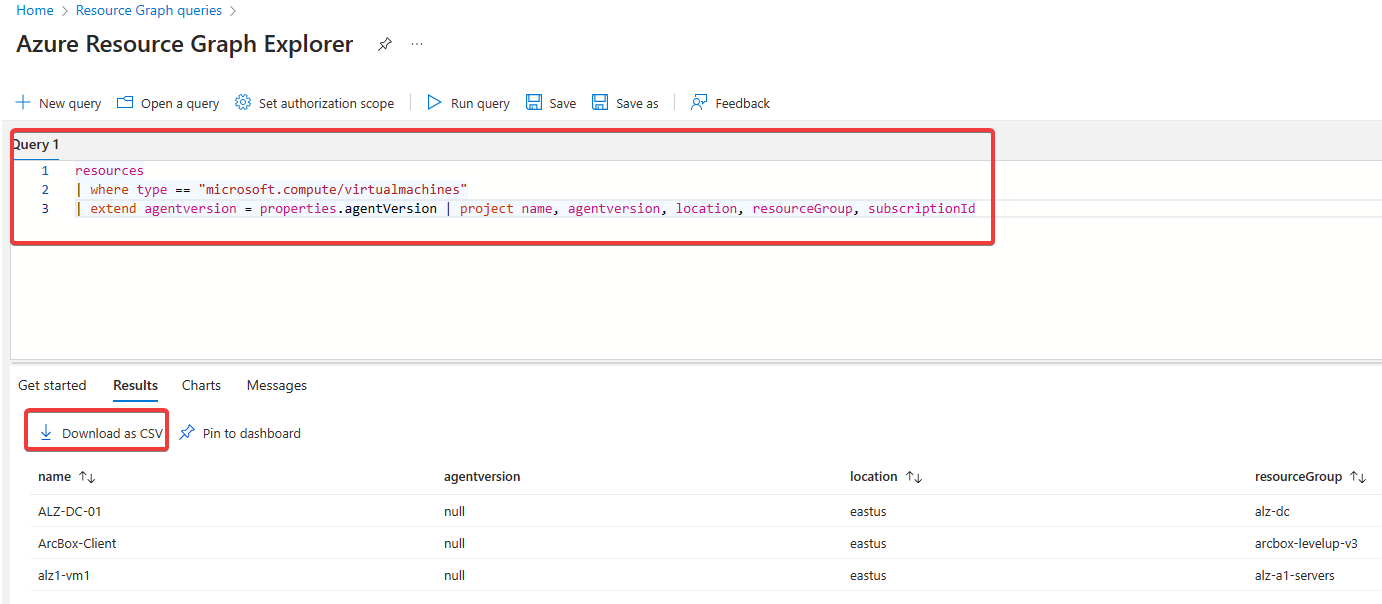 Home > Resource Graph queries >
Azure Resource Graph Explorer ...
New query Open a query Set authorization scope Run query Save Save as Feedback
Query 1
1 resources
2 | where type == "microsoft.compute/virtualmachines"
3 | extend agentversion = properties.agentVersion | project name, agentversion, location, resourceGroup, subscriptionId
Get started Results Charts Messages
Download as CSV Pin to dashboard
name agentversion location resourceGroup
ALZ-DC-01 null eastus alz-dc
ArcBox-Client null eastus arcbox-levelup-v3
alz1-vm1 null eastus alz-a1-servers